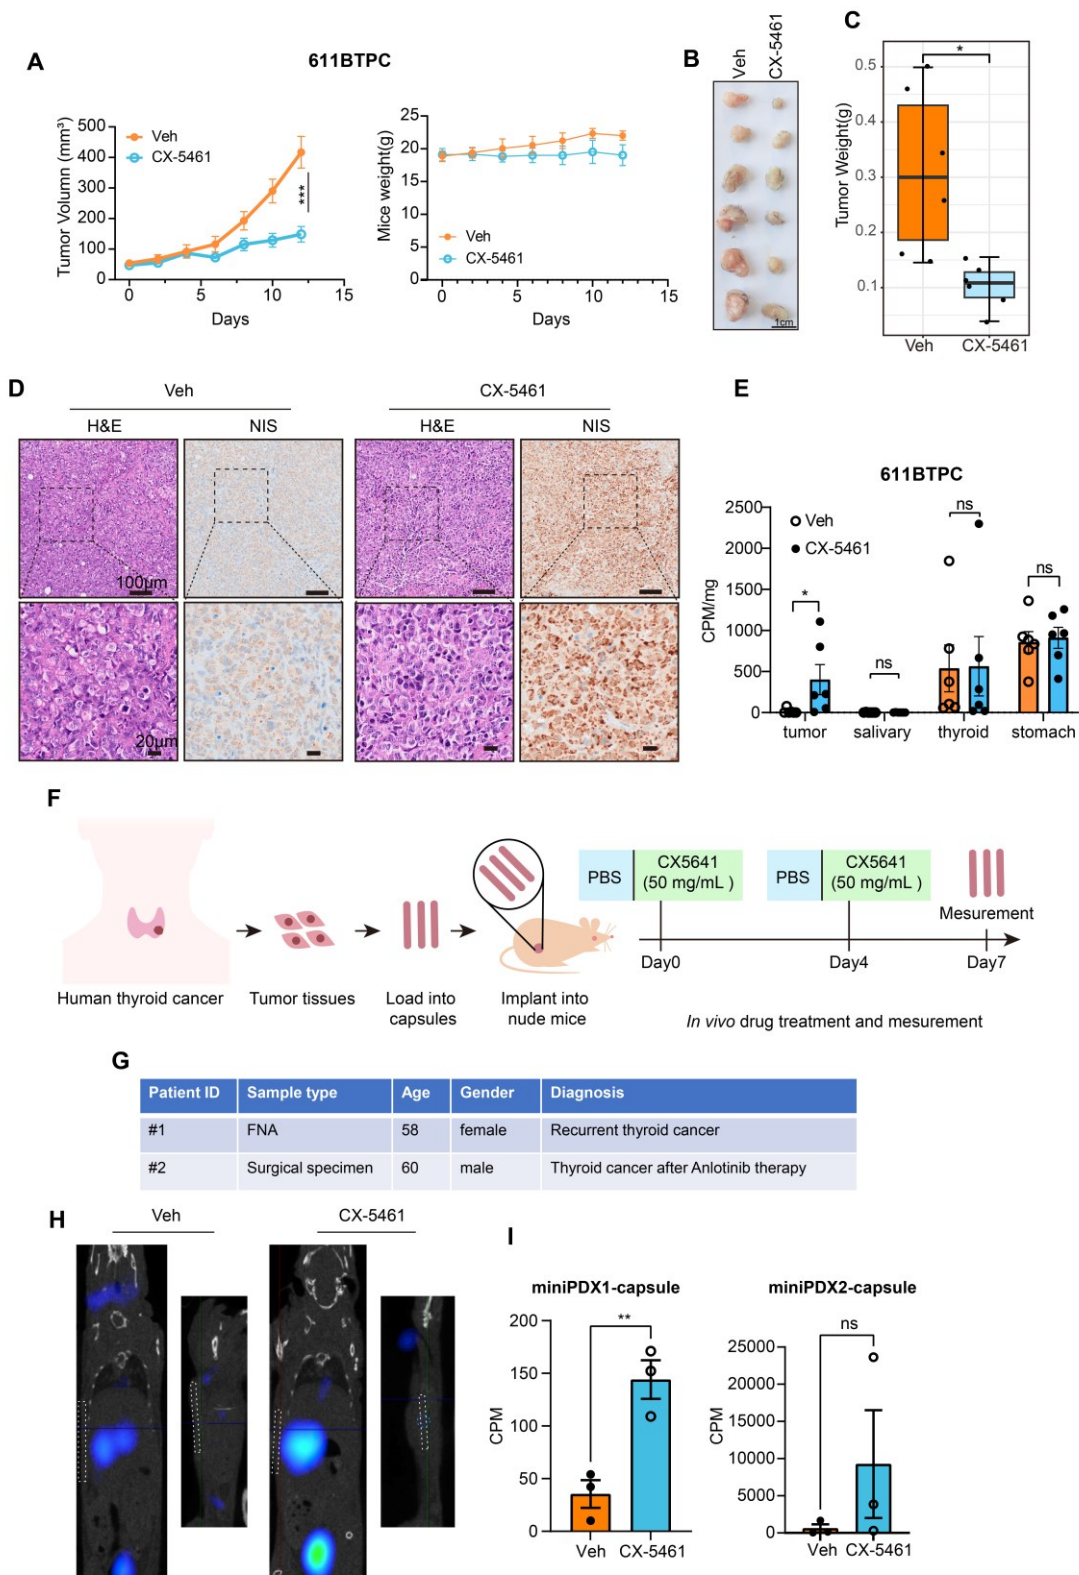 A
611BTPC
Tumor Volumn (mm³)
500
400
300
200
100
0
0
5
10
15
Days
Veh
CX-5461
***
Mice weight(g)
25
20
15
10
5
0
0
5
10
15
Days
Veh
CX-5461
B
Veh
CX-5461
1cm
C
Tumor Weight(g)
0.5
0.4
0.3
0.2
0.1
*
Veh
CX-5461
D
Veh
CX-5461
H&E
NIS
H&E
NIS
100μm
20μm
E
611BTPC
CPM/mg
2500
2000
1500
1000
500
0
Veh
CX-5461
*
ns
ns
ns
tumor
salivary
thyroid
stomach
F
Human thyroid cancer
Tumor tissues
Load into
capsules
Implant into
nude mice
PBS
CX5641
(50 mg/mL )
PBS
CX5641
(50 mg/mL )
Mesurement
Day0
Day4
Day7
In vivo drug treatment and mesurement
G
Patient ID Sample type Age Gender Diagnosis
#1 FNA 58 female Recurrent thyroid cancer
#2 Surgical specimen 60 male Thyroid cancer after Anlotinib therapy
H
Veh
CX-5461
I
miniPDX1-capsule
CPM
200
150
100
50
0
**
Veh
CX-5461
miniPDX2-capsule
CPM
25000
20000
15000
10000
5000
0
ns
Veh
CX-5461